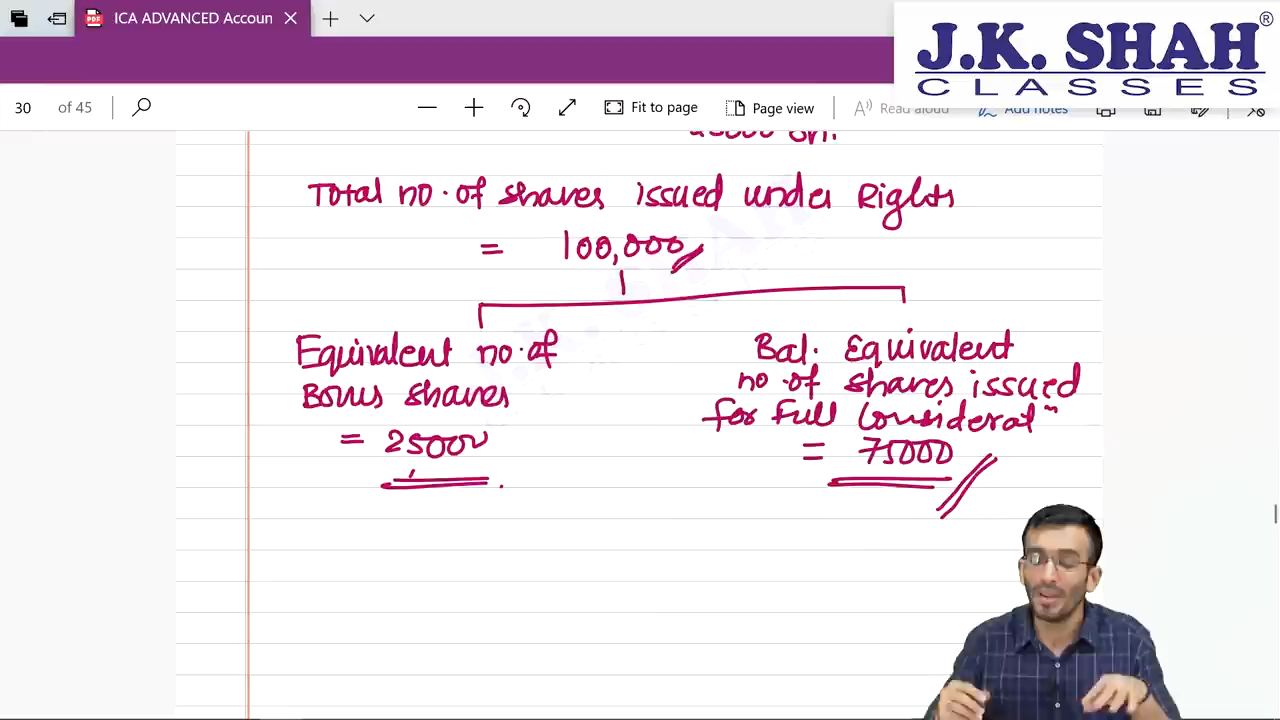 ICA ADVANCED Accoun
J.K. SHAH®
CLASSES
30 of 45
Fit to page
Page view
Read aloud
Add notes
Total no. of shares issued under Rights
= 100,000
Equivalent no. of
Bonus shares
= 25000
Bal. Equivalent
no. of shares issued
for Full Considerat^n
= 75000